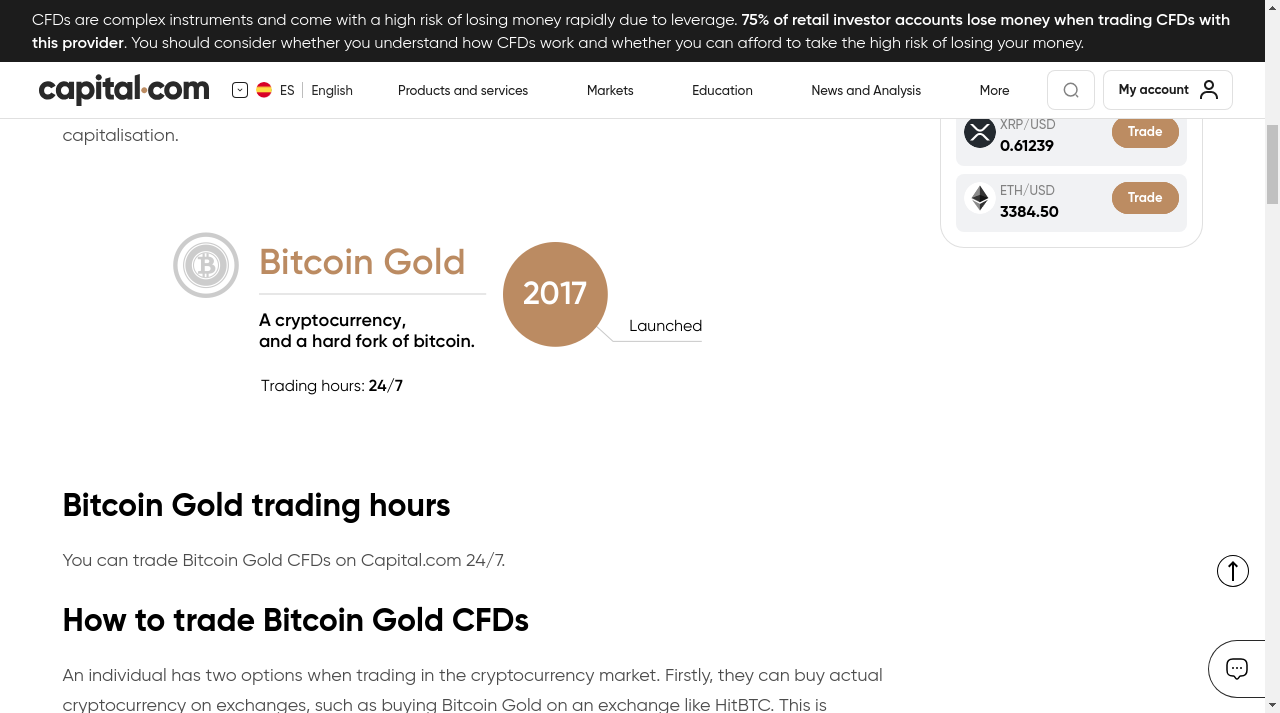 CFDs are complex instruments and come with a high risk of losing money rapidly due to leverage. 75% of retail investor accounts lose money when trading CFDs with
this provider. You should consider whether you understand how CFDs work and whether you can afford to take the high risk of losing your money.
capital.com
ES English
Products and services
Markets
Education
News and Analysis
More
My account
capitalisation.
XRP/USD
0.61239
Trade
ETH/USD
3384.50
Trade
Bitcoin Gold
A cryptocurrency,
and a hard fork of bitcoin.
Trading hours: 24/7
2017
Launched
Bitcoin Gold trading hours
You can trade Bitcoin Gold CFDs on Capital.com 24/7.
How to trade Bitcoin Gold CFDs
An individual has two options when trading in the cryptocurrency market. Firstly, they can buy actual
cryptocurrency on exchanges, such as buying Bitcoin Gold on an exchange like HitBTC. This is